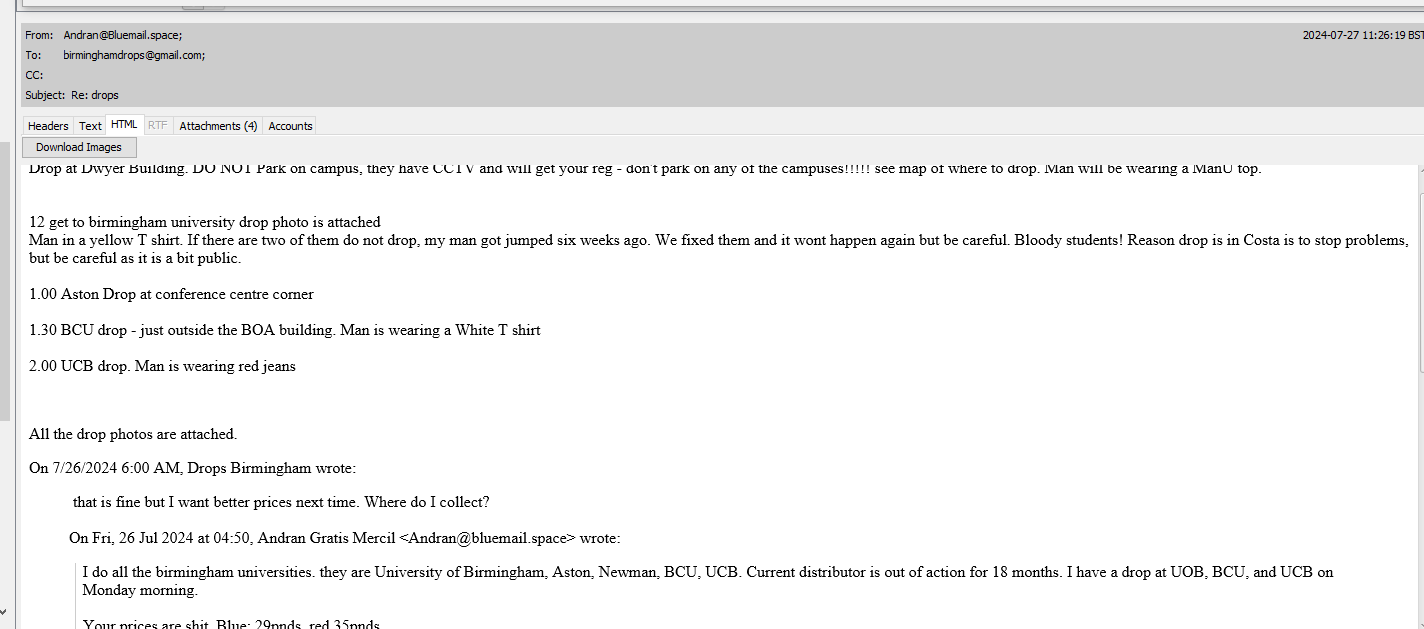 From: Andran@Bluemail.space;
2024-07-27 11:26:19 BST
To: birminghamdrops@gmail.com;
CC:
Subject: Re: drops
Headers Text HTML RTF Attachments (4) Accounts
Download Images
Drop at Dwyer Building. DO NOT Park on campus, they have CCTV and will get your reg - don't park on any of the campuses!!!!! see map of where to drop. Man will be wearing a ManU top.
12 get to birmingham university drop photo is attached
Man in a yellow T shirt. If there are two of them do not drop, my man got jumped six weeks ago. We fixed them and it wont happen again but be careful. Bloody students! Reason drop is in Costa is to stop problems,
but be careful as it is a bit public.
1.00 Aston Drop at conference centre corner
1.30 BCU drop - just outside the BOA building. Man is wearing a White T shirt
2.00 UCB drop. Man is wearing red jeans
All the drop photos are attached.
On 7/26/2024 6:00 AM, Drops Birmingham wrote:
that is fine but I want better prices next time. Where do I collect?
On Fri, 26 Jul 2024 at 04:50, Andran Gratis Mercil <Andran@bluemail.space> wrote:
I do all the birmingham universities. they are University of Birmingham, Aston, Newman, BCU, UCB. Current distributor is out of action for 18 months. I have a drop at UOB, BCU, and UCB on
Monday morning.
Your prices are shit. Blue: 29pnds, red 35pnds